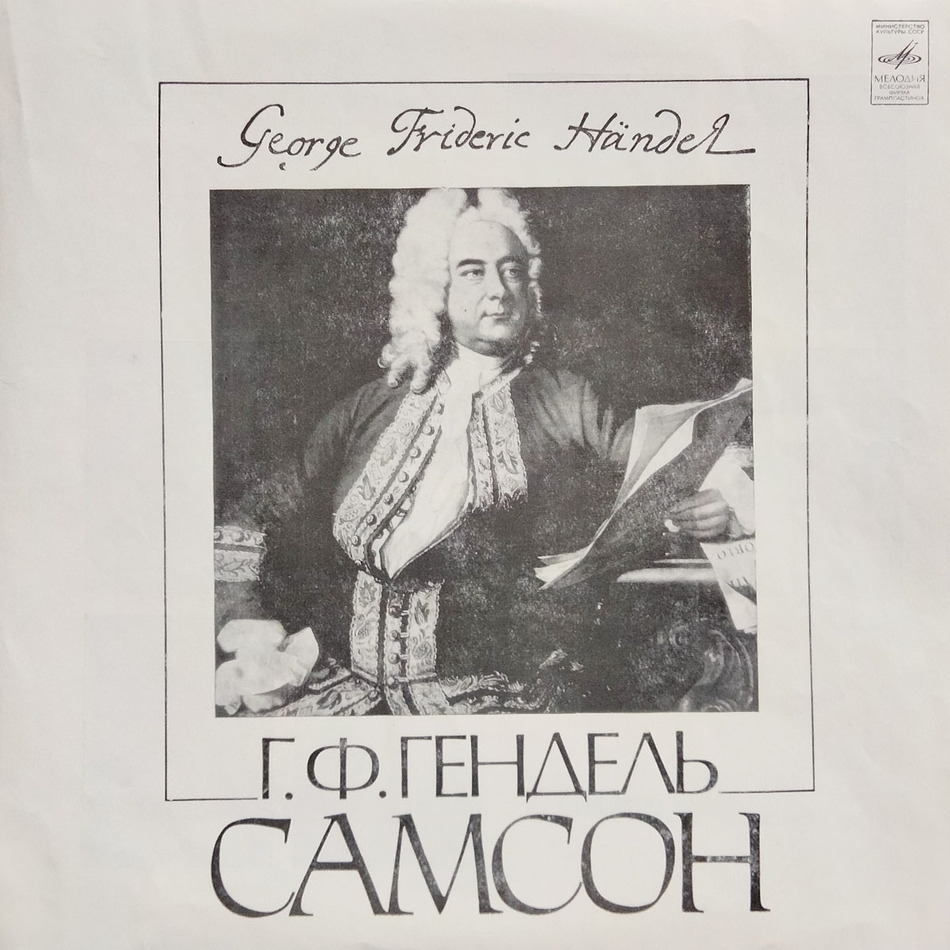 МИНИСТЕРСТВО
КУЛЬТУРЫ СССР
МЕЛОДИЯ
ВСЕСОЮЗНАЯ
ФИРМА
ГРАМПЛАСТИНОК
George Frideric Händel
Г. Ф. ГЕНДЕЛЬ
САМСОН